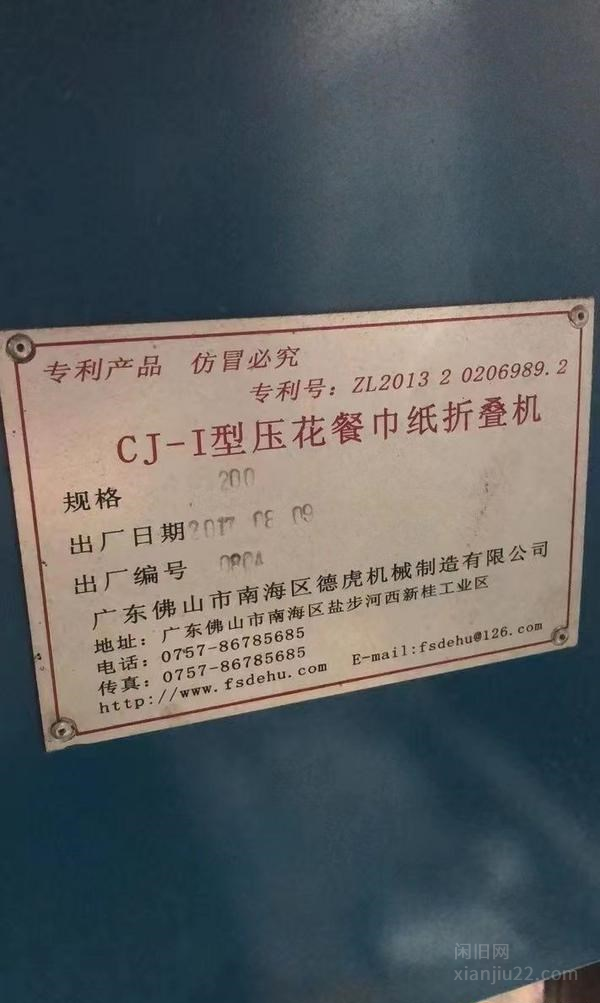 专利产品 仿冒必究
专利号：ZL2013 2 0206989.2
CJ-I型压花餐巾纸折叠机
规格 200
出厂日期 2017 08 09
出厂编号
广东佛山市南海区德虎机械制造有限公司
地址：广东佛山市南海区盐步河西新桂工业区
电话：0757-86785685
传真：0757-86785685
http://www.fsdehu.com E-mail:fsdehu@126.com
闲旧网
xianjiu22.com